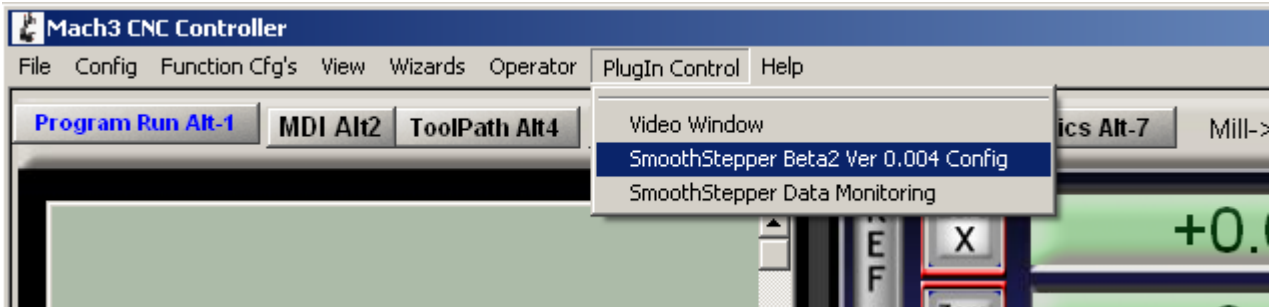 Mach3 CNC Controller
File Config Function Cfg's View Wizards Operator PlugIn Control Help
Program Run Alt-1 MDI Alt2 ToolPath Alt4 ics Alt-7 Mill->
Video Window
SmoothStepper Beta2 Ver 0.004 Config
SmoothStepper Data Monitoring
REF
X
+0.